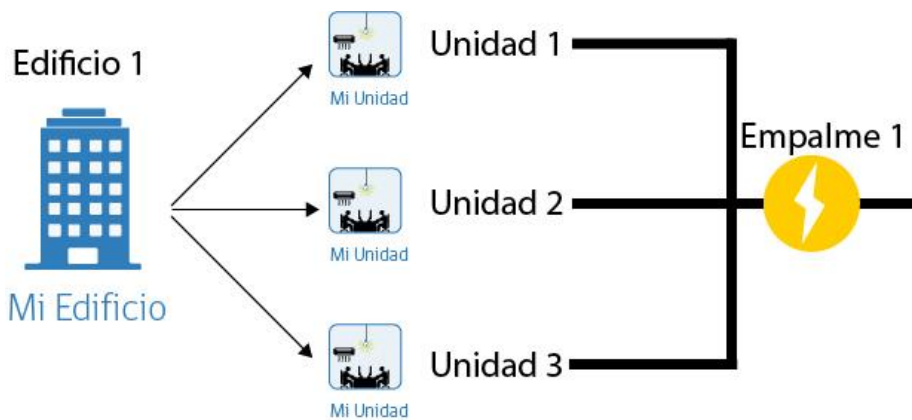 Edificio 1
Mi Edificio
Mi Unidad
Unidad 1
Mi Unidad
Unidad 2
Mi Unidad
Unidad 3
Empalme 1